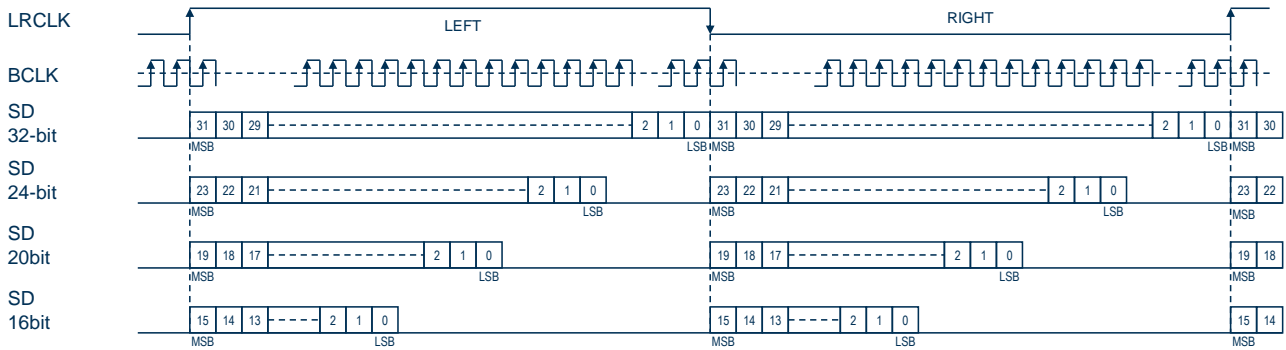 LRCLK LEFT RIGHT
BCLK
SD
32-bit
31 30 29 2 1 0 31 30 29 2 1 0 31 30
MSB LSB MSB LSB MSB
SD
24-bit
23 22 21 2 1 0 23 22 21 2 1 0 23 22
MSB LSB MSB LSB MSB
SD
20bit
19 18 17 2 1 0 19 18 17 2 1 0 19 18
MSB LSB MSB LSB MSB
SD
16bit
15 14 13 2 1 0 15 14 13 2 1 0 15 14
MSB LSB MSB LSB MSB